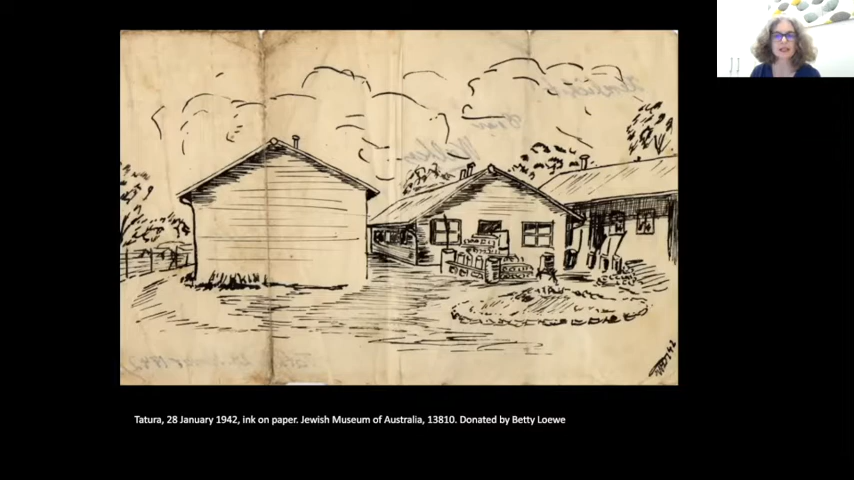 Tatura, 28 January 1942, ink on paper. Jewish Museum of Australia, 13810. Donated by Betty Loewe